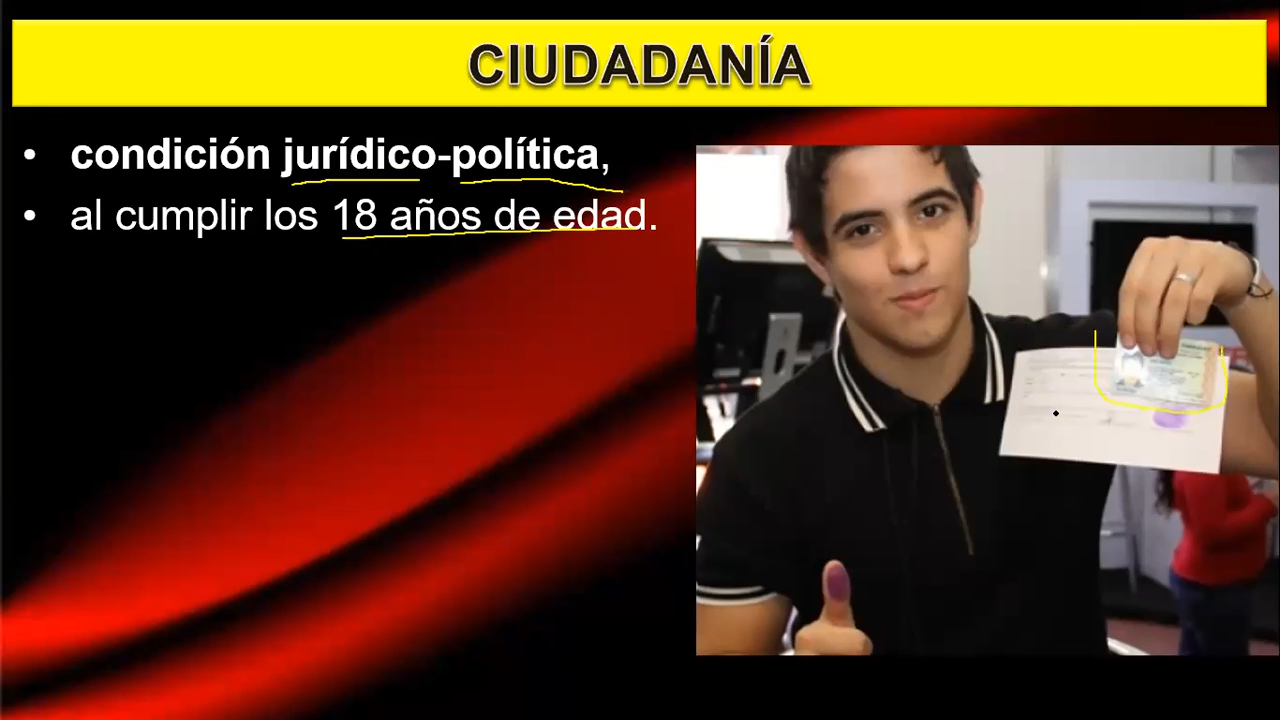 CIUDADANÍA
• condición jurídico-política,
• al cumplir los 18 años de edad.